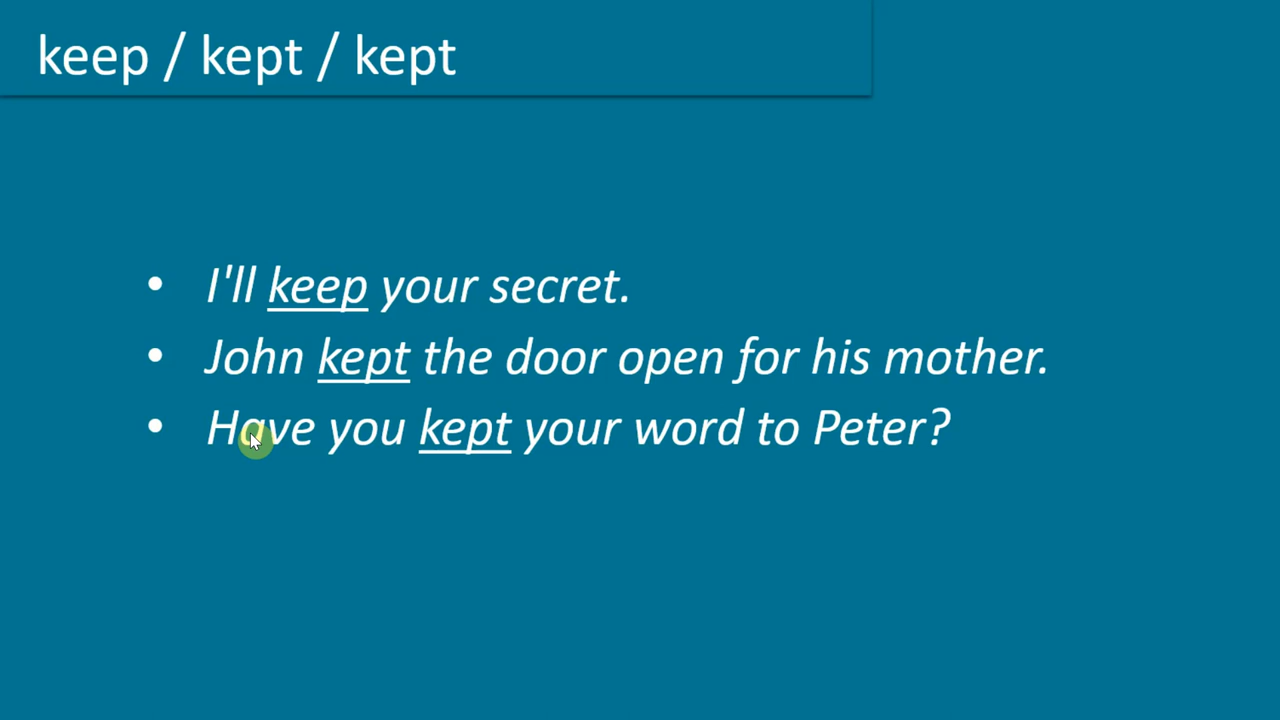 keep / kept / kept
• I'll keep your secret.
• John kept the door open for his mother.
• Have you kept your word to Peter?